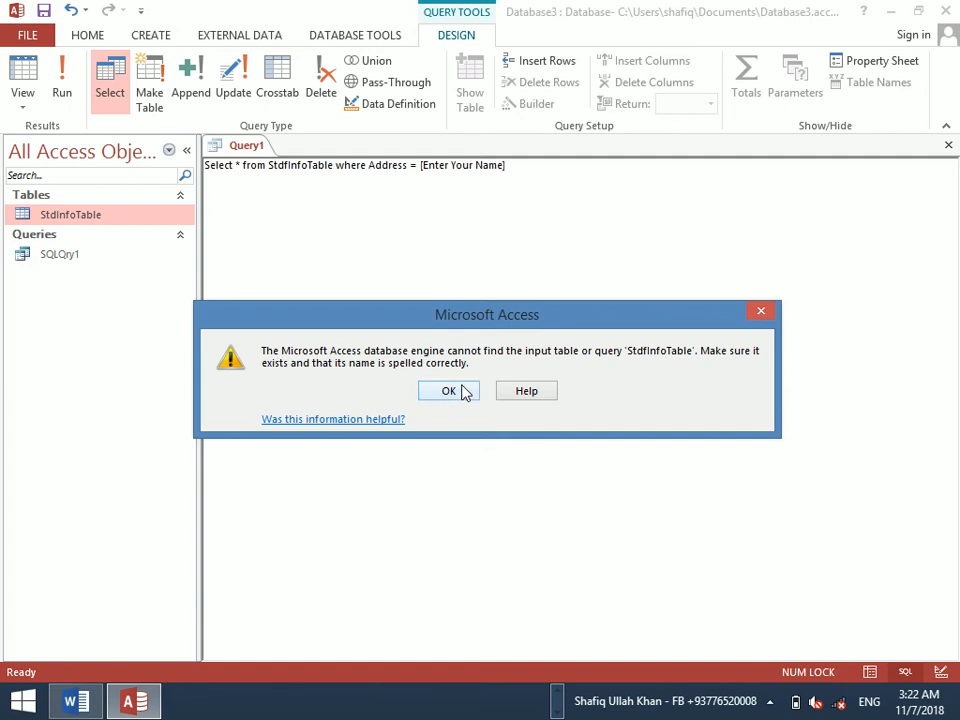 QUERY TOOLS
Database3 : Database- C:\Users\shafiq\Documents\Database3.acc...
?
FILE
HOME
CREATE
EXTERNAL DATA
DATABASE TOOLS
DESIGN
Sign in
View
Run
Select
Make Table
Append
Update
Crosstab
Delete
Union
Pass-Through
Data Definition
Show Table
Insert Rows
Delete Rows
Builder
Insert Columns
Delete Columns
Return:
Totals
Parameters
Property Sheet
Table Names
Results
Query Type
Query Setup
Show/Hide
All Access Obje...
Search...
Tables
StdInfoTable
Queries
SQLQry1
Query1
Select * from StdfInfoTable where Address = [Enter Your Name]
Microsoft Access
The Microsoft Access database engine cannot find the input table or query 'StdfInfoTable'. Make sure it
exists and that its name is spelled correctly.
OK
Help
Was this information helpful?
Ready
NUM LOCK
SQL
Shafiq Ullah Khan - FB +93776520008
ENG
3:22 AM
11/7/2018